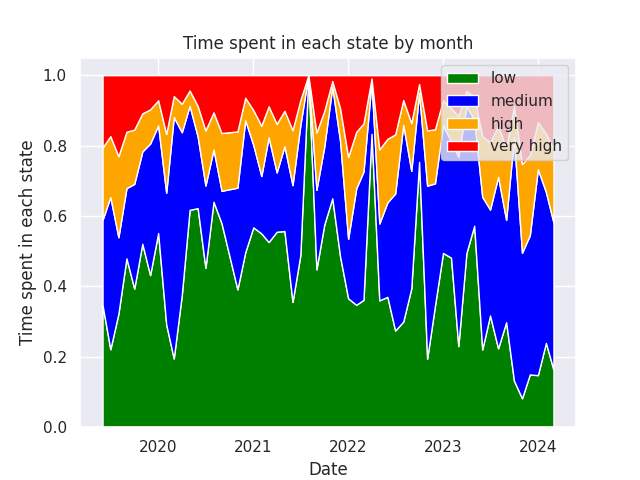 Time spent in each state by month
low
medium
high
very high
Time spent in each state
1.0
0.8
0.6
0.4
0.2
0.0
2020 2021 2022 2023 2024
Date